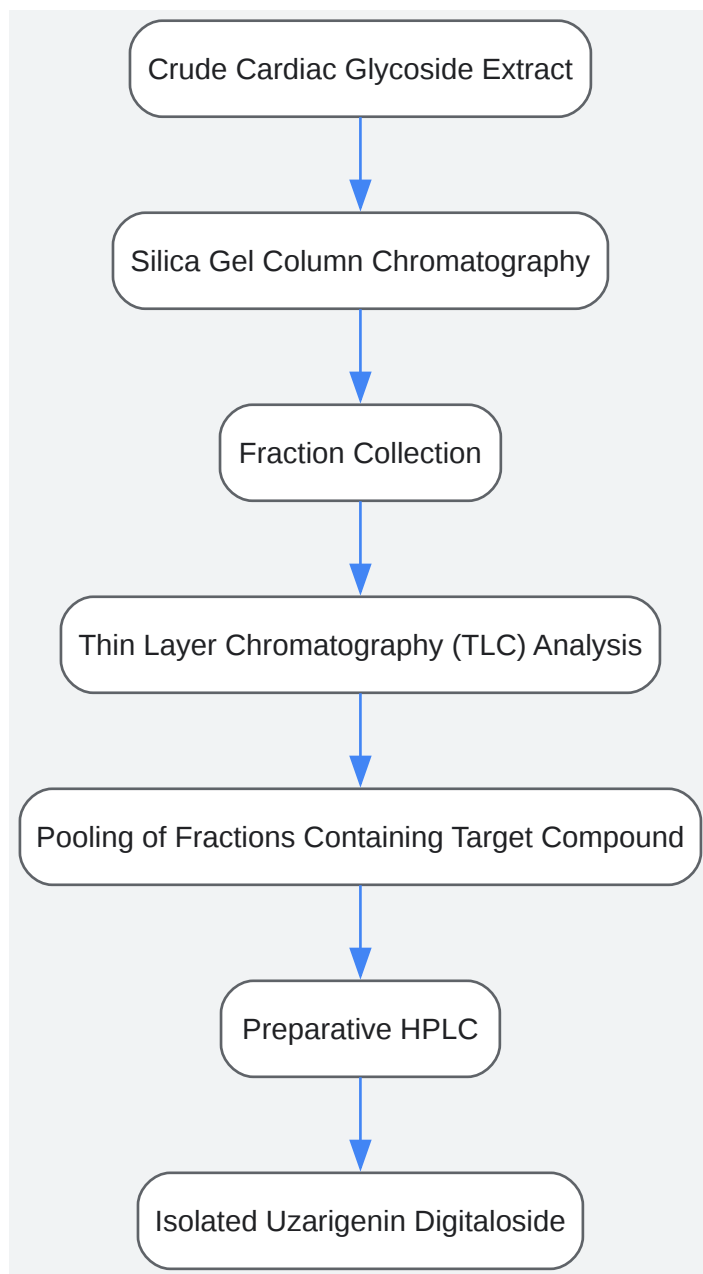 Crude Cardiac Glycoside Extract
Silica Gel Column Chromatography
Fraction Collection
Thin Layer Chromatography (TLC) Analysis
Pooling of Fractions Containing Target Compound
Preparative HPLC
Isolated Uzarigenin Digitaloside